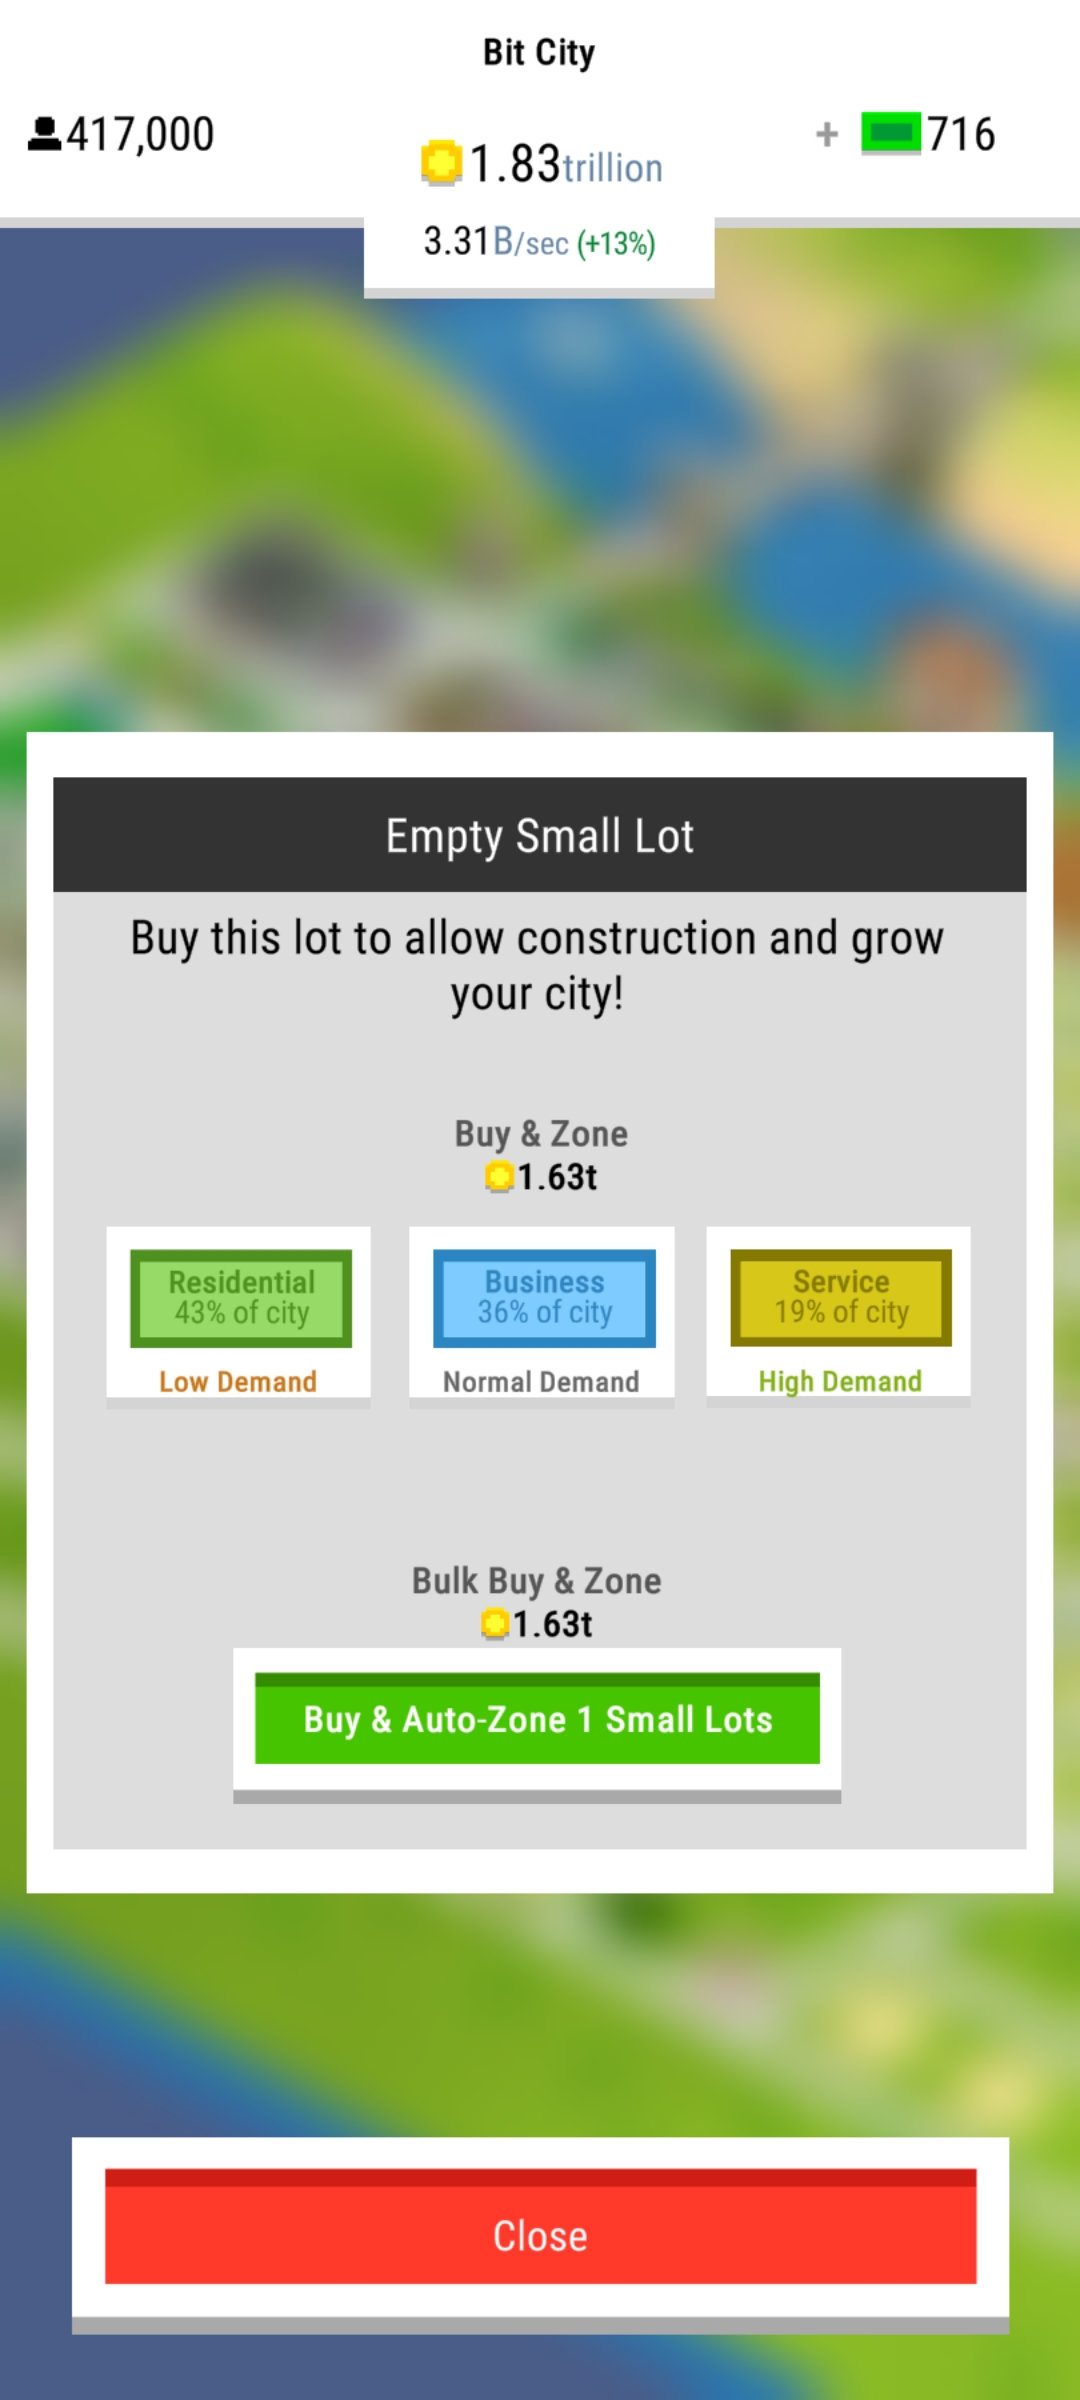 Bit City
417,000
1.83trillion
+ 716
3.31B/sec (+13%)
Empty Small Lot
Buy this lot to allow construction and grow
your city!
Buy & Zone
1.63t
Residential
43% of city
Low Demand
Business
36% of city
Normal Demand
Service
19% of city
High Demand
Bulk Buy & Zone
1.63t
Buy & Auto-Zone 1 Small Lots
Close